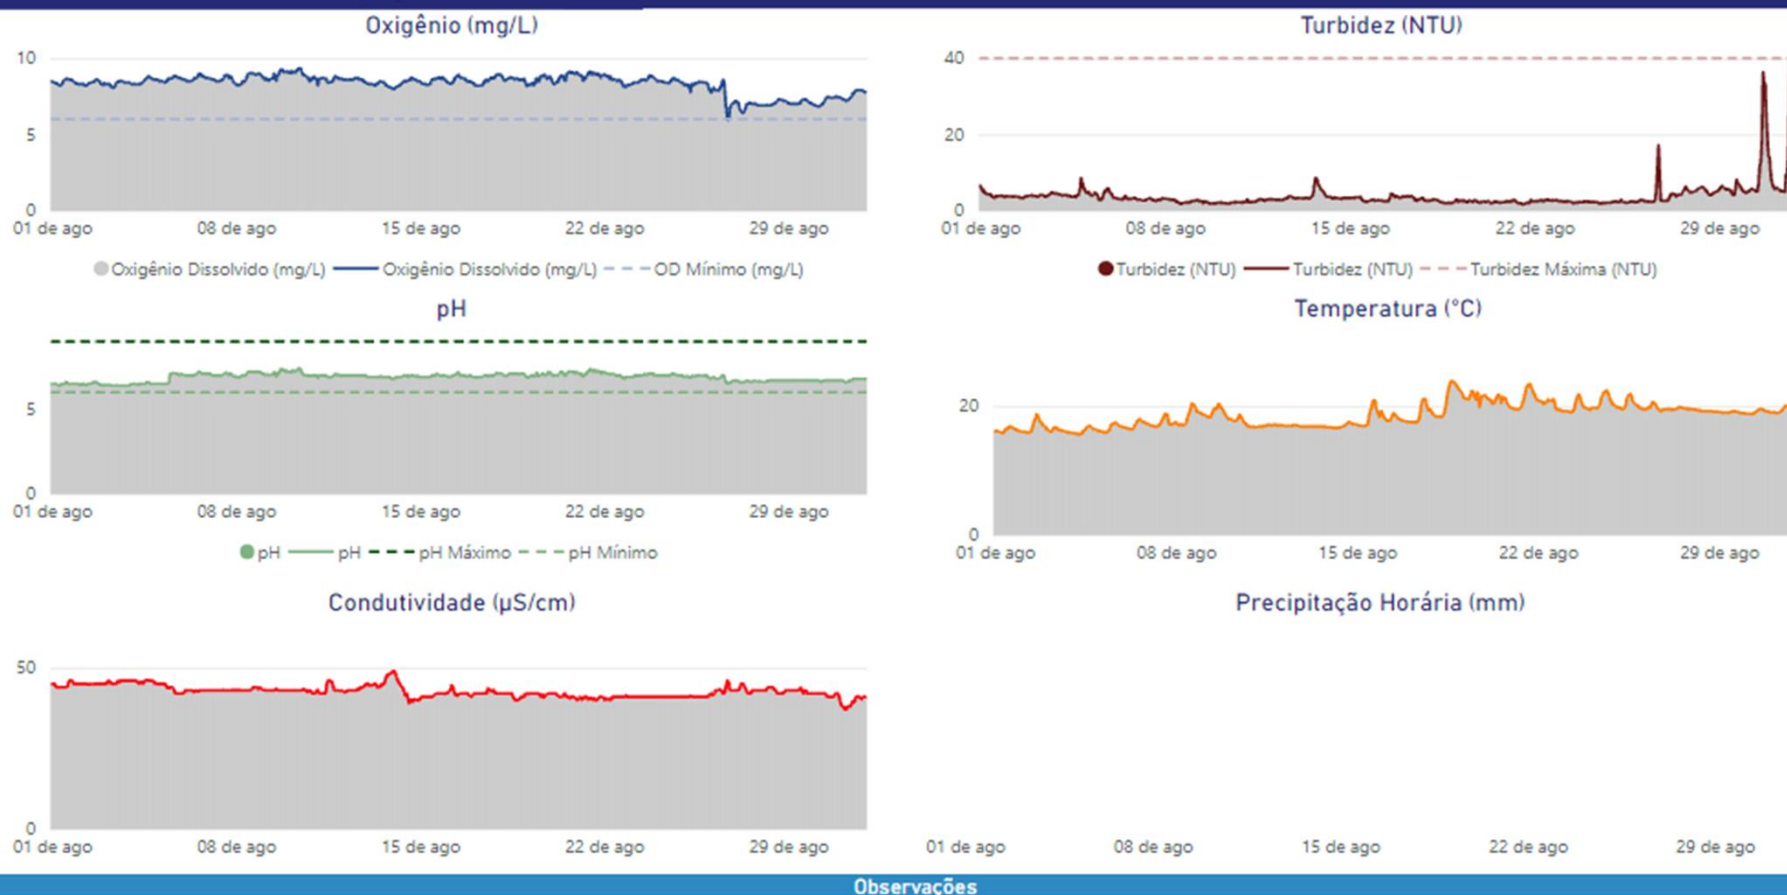 Oxigênio (mg/L)
10
5
0
01 de ago 08 de ago 15 de ago 22 de ago 29 de ago
Oxigênio Dissolvido (mg/L) Oxigênio Dissolvido (mg/L) OD Mínimo (mg/L)
Turbidez (NTU)
40
20
0
01 de ago 08 de ago 15 de ago 22 de ago 29 de ago
Turbidez (NTU) Turbidez (NTU) Turbidez Máxima (NTU)
pH
5
0
01 de ago 08 de ago 15 de ago 22 de ago 29 de ago
pH pH pH Máximo pH Mínimo
Temperatura (°C)
20
0
01 de ago 08 de ago 15 de ago 22 de ago 29 de ago
Condutividade (µS/cm)
50
0
01 de ago 08 de ago 15 de ago 22 de ago 29 de ago
Precipitação Horária (mm)
01 de ago 08 de ago 15 de ago 22 de ago 29 de ago
Observações